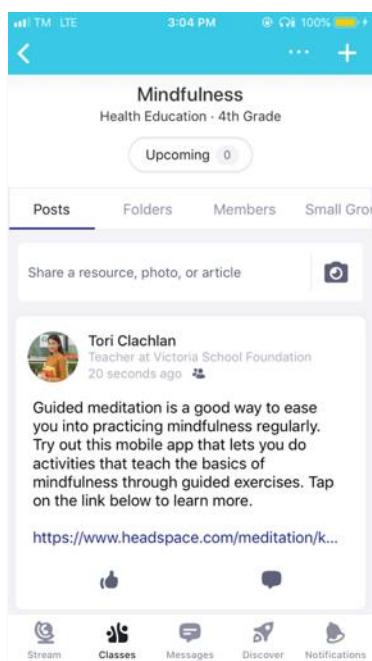 TM LTE 3:04 PM 100%
Mindfulness
Health Education · 4th Grade
Upcoming 0
Posts Folders Members Small Grou
Share a resource, photo, or article
Tori Clachlan
Teacher at Victoria School Foundation
20 seconds ago
Guided meditation is a good way to ease
you into practicing mindfulness regularly.
Try out this mobile app that lets you do
activities that teach the basics of
mindfulness through guided exercises. Tap
on the link below to learn more.
https://www.headspace.com/meditation/k...
Stream Classes Messages Discover Notifications